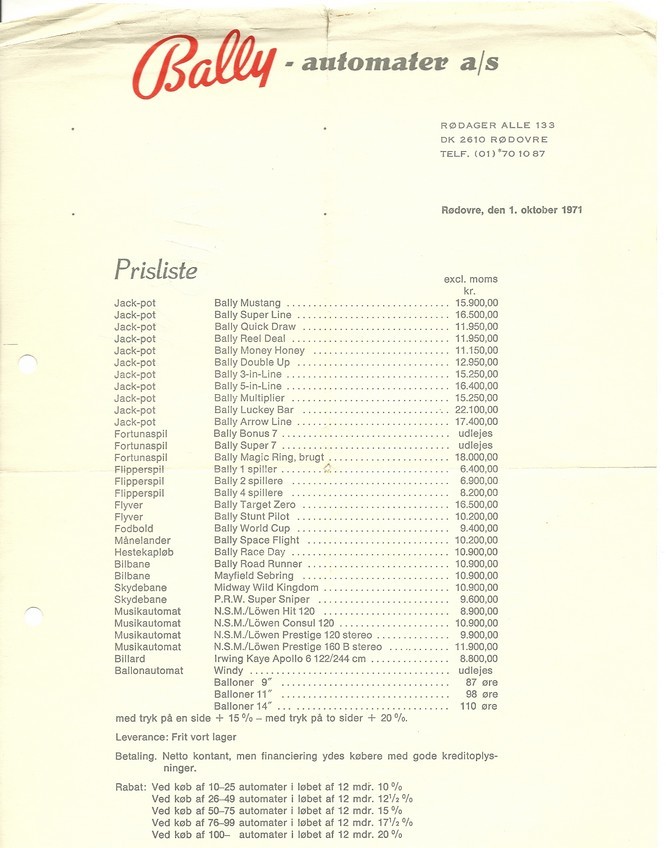 Bally - automater a/s
RØDAGER ALLE 133
DK 2610 RØDOVRE
TELF. (01) *70 10 87
Rødovre, den 1. oktober 1971
Prisliste
excl. moms
kr.
Jack-pot Bally Mustang ............................... 15.900,00
Jack-pot Bally Super Line ............................. 16.500,00
Jack-pot Bally Quick Draw ............................ 11.950,00
Jack-pot Bally Reel Deal .............................. 11.950,00
Jack-pot Bally Money Honey .......................... 11.150,00
Jack-pot Bally Double Up ............................. 12.950,00
Jack-pot Bally 3-in-Line ............................... 15.250,00
Jack-pot Bally 5-in-Line ............................... 16.400,00
Jack-pot Bally Multiplier .............................. 15.250,00
Jack-pot Bally Luckey Bar ............................ 22.100,00
Jack-pot Bally Arrow Line ............................ 17.400,00
Fortunaspil Bally Bonus 7 ................................ udlejes
Fortunaspil Bally Super 7 ................................ udlejes
Fortunaspil Bally Magic Ring, brugt ....................... 18.000,00
Flipperspil Bally 1 spiller ................................ 6.400,00
Flipperspil Bally 2 spillere ............................... 6.900,00
Flipperspil Bally 4 spillere ............................... 8.200,00
Flyver Bally Target Zero ............................ 16.500,00
Flyver Bally Stunt Pilot ............................. 10.200,00
Fodbold Bally World Cup ............................. 9.400,00
Månelander Bally Space Flight ........................... 10.200,00
Hestekapløb Bally Race Day .............................. 10.900,00
Bilbane Bally Road Runner ........................... 10.900,00
Bilbane Mayfield Sebring ............................. 10.900,00
Skydebane Midway Wild Kingdom ........................ 10.900,00
Skydebane P.R.W. Super Sniper .......................... 9.600,00
Musikautomat N.S.M./Löwen Hit 120 ........................ 8.900,00
Musikautomat N.S.M./Löwen Consul 120 .................... 10.900,00
Musikautomat N.S.M./Löwen Prestige 120 stereo .............. 9.900,00
Musikautomat N.S.M./Löwen Prestige 160 B stereo ........... 11.900,00
Billard Irwing Kaye Apollo 6 122/244 cm ............... 8.800,00
Ballonautomat Windy ...................................... udlejes
Balloner 9″ ................................ 87 øre
Balloner 11″ ................................ 98 øre
Balloner 14″ ... ............................ 110 øre
med tryk på en side + 15 % – med tryk på to sider + 20 %.
Leverance: Frit vort lager
Betaling. Netto kontant, men financiering ydes købere med gode kreditoplys-
ninger.
Rabat: Ved køb af 10–25 automater i løbet af 12 mdr. 10 %
Ved køb af 26–49 automater i løbet af 12 mdr. 12½ %
Ved køb af 50–75 automater i løbet af 12 mdr. 15 %
Ved køb af 76–99 automater i løbet af 12 mdr. 17½ %
Ved køb af 100– automater i løbet af 12 mdr. 20 %